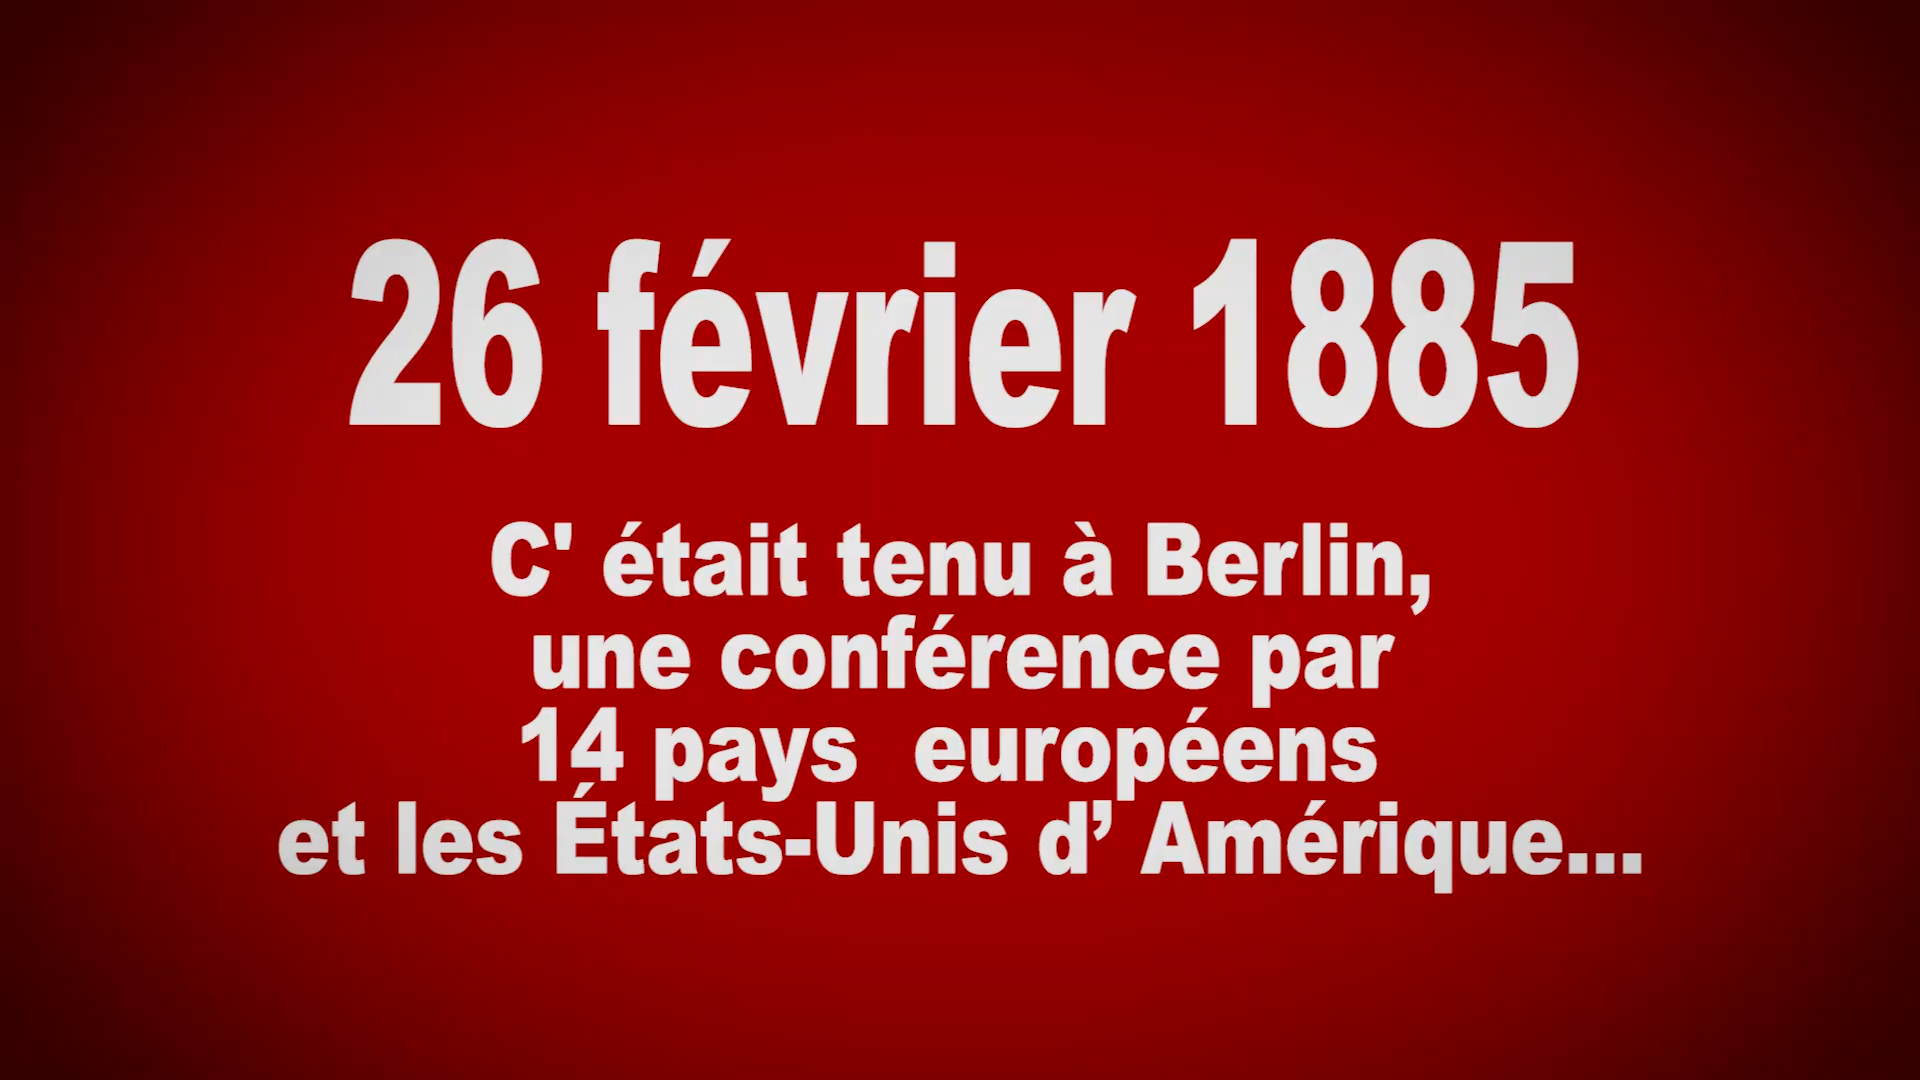 26 février 1885
C' était tenu à Berlin,
une conférence par
14 pays  européens
et les États-Unis d’ Amérique...